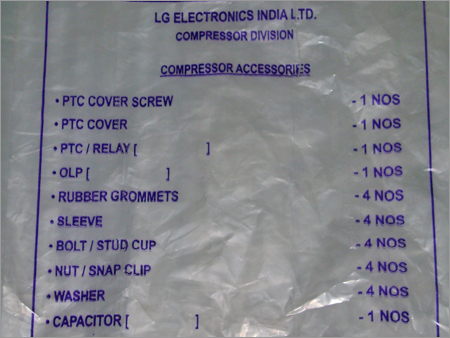 LG ELECTRONICS INDIA LTD.
COMPRESSOR DIVISION
COMPRESSOR ACCESSORIES
• PTC COVER SCREW - 1 NOS
• PTC COVER - 1 NOS
• PTC / RELAY [ ] - 1 NOS
• OLP [ ] - 1 NOS
• RUBBER GROMMETS - 4 NOS
• SLEEVE - 4 NOS
• BOLT / STUD CUP - 4 NOS
• NUT / SNAP CLIP - 4 NOS
• WASHER - 4 NOS
• CAPACITOR [ ] - 1 NOS